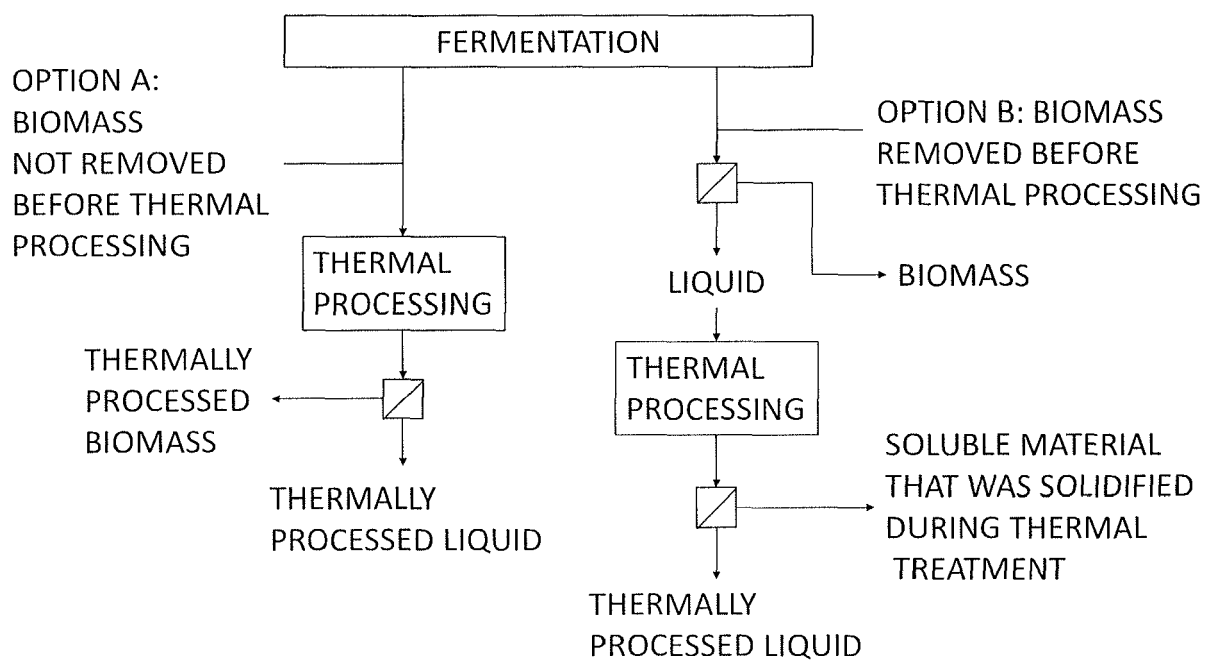 FERMENTATION
OPTION A:
BIOMASS
NOT REMOVED
BEFORE THERMAL
PROCESSING
OPTION B: BIOMASS
REMOVED BEFORE
THERMAL PROCESSING
THERMAL
PROCESSING
LIQUID
BIOMASS
THERMALLY
PROCESSED
BIOMASS
THERMAL
PROCESSING
THERMALLY
PROCESSED LIQUID
SOLUBLE MATERIAL
THAT WAS SOLIDIFIED
DURING THERMAL
TREATMENT
THERMALLY
PROCESSED LIQUID